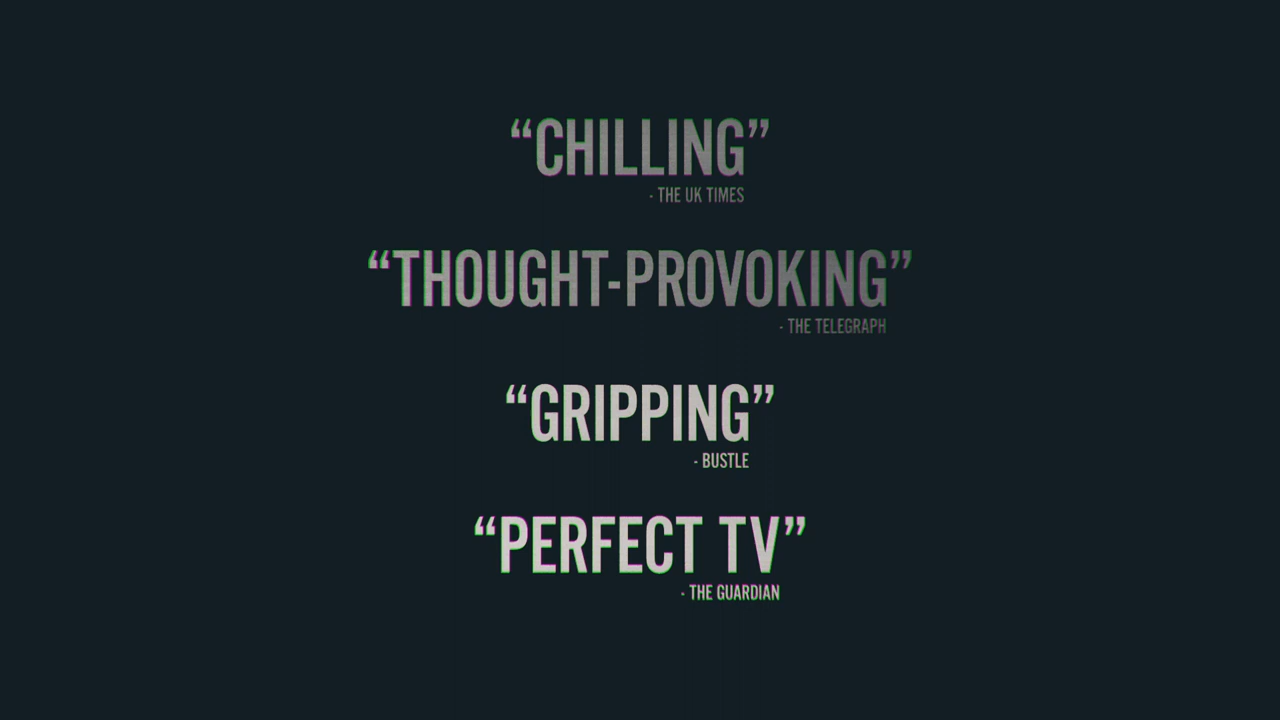 “CHILLING”
- THE UK TIMES
“THOUGHT-PROVOKING”
- THE TELEGRAPH
“GRIPPING”
- BUSTLE
“PERFECT TV”
- THE GUARDIAN